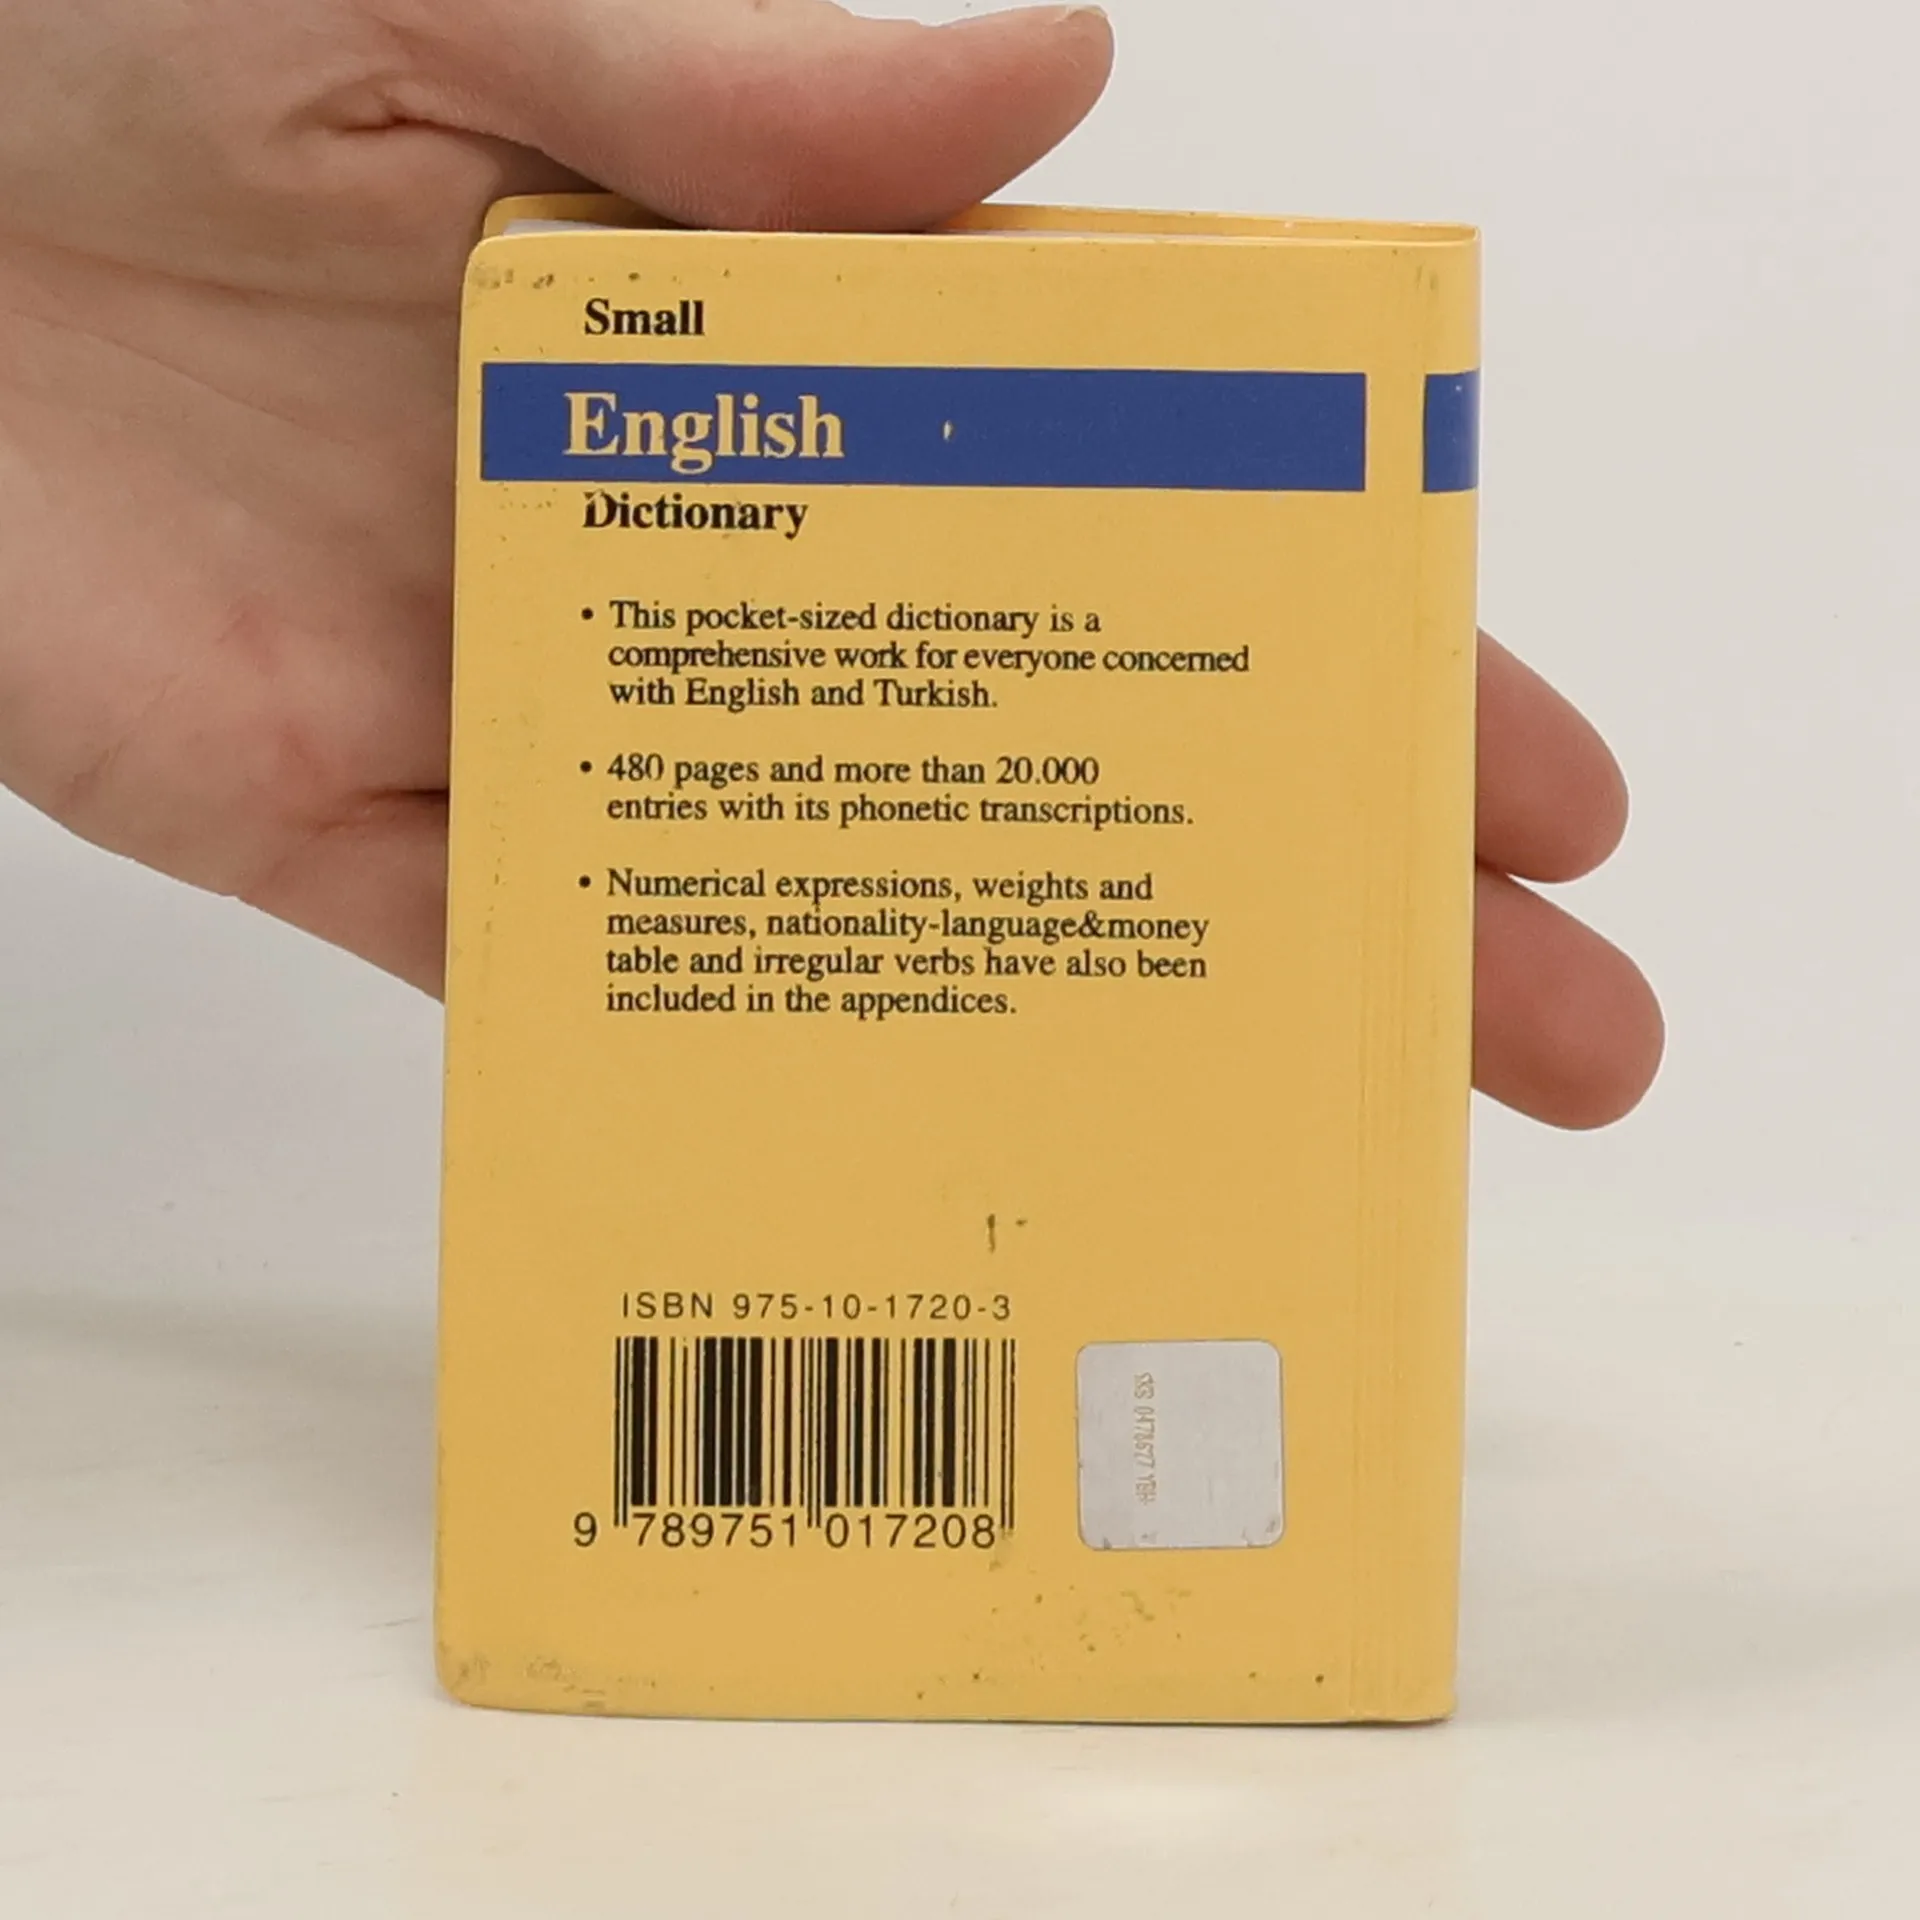 Small
English
Dictionary
• This pocket-sized dictionary is a
comprehensive work for everyone concerned
with English and Turkish.
• 480 pages and more than 20.000
entries with its phonetic transcriptions.
• Numerical expressions, weights and
measures, nationality-language&money
table and irregular verbs have also been
included in the appendices.
ISBN 975-10-1720-3
9 789751 017208